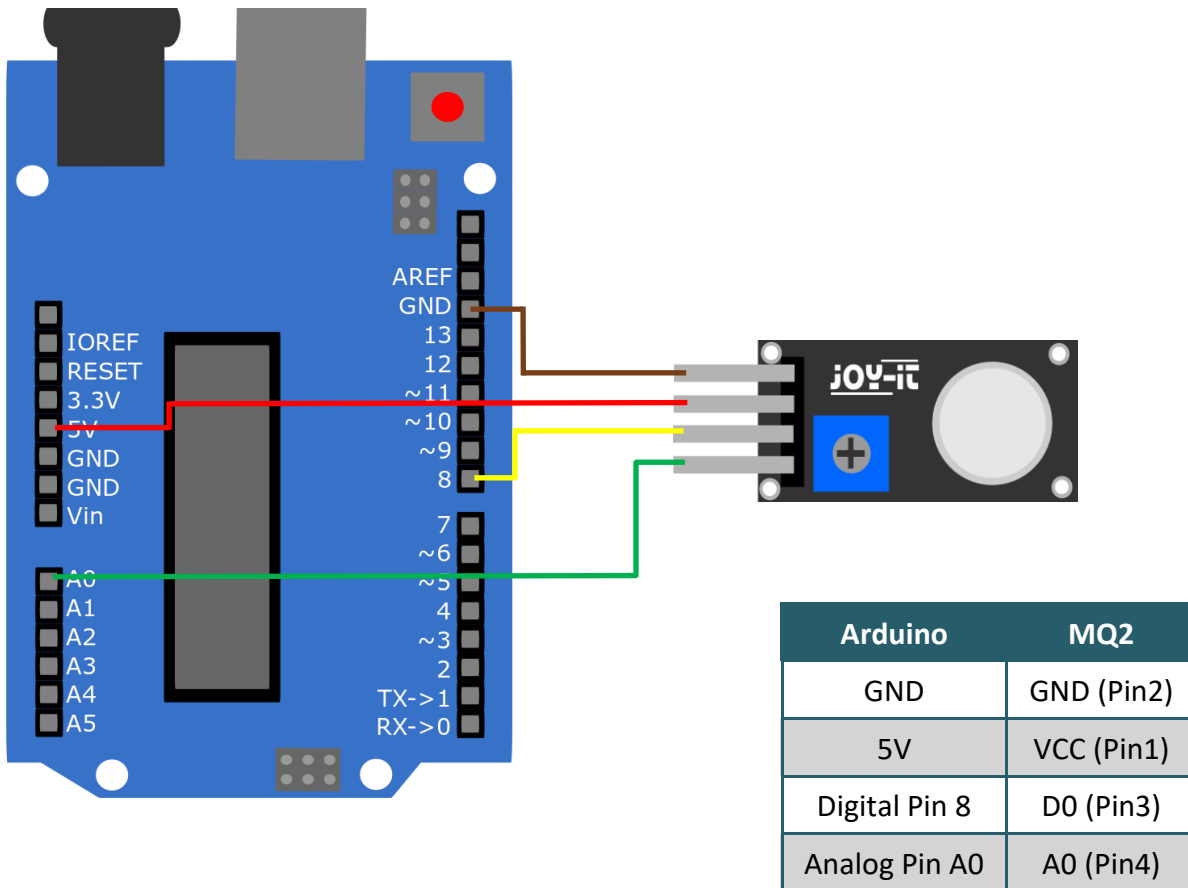 AREF
GND
13
12
~11
~10
~9
8
7
~6
~5
4
~3
2
TX->1
RX->0
IOREF
RESET
3.3V
5V
GND
GND
Vin
A0
A1
A2
A3
A4
A5
JOY-iT
Arduino MQ2
GND GND (Pin2)
5V VCC (Pin1)
Digital Pin 8 D0 (Pin3)
Analog Pin A0 A0 (Pin4)